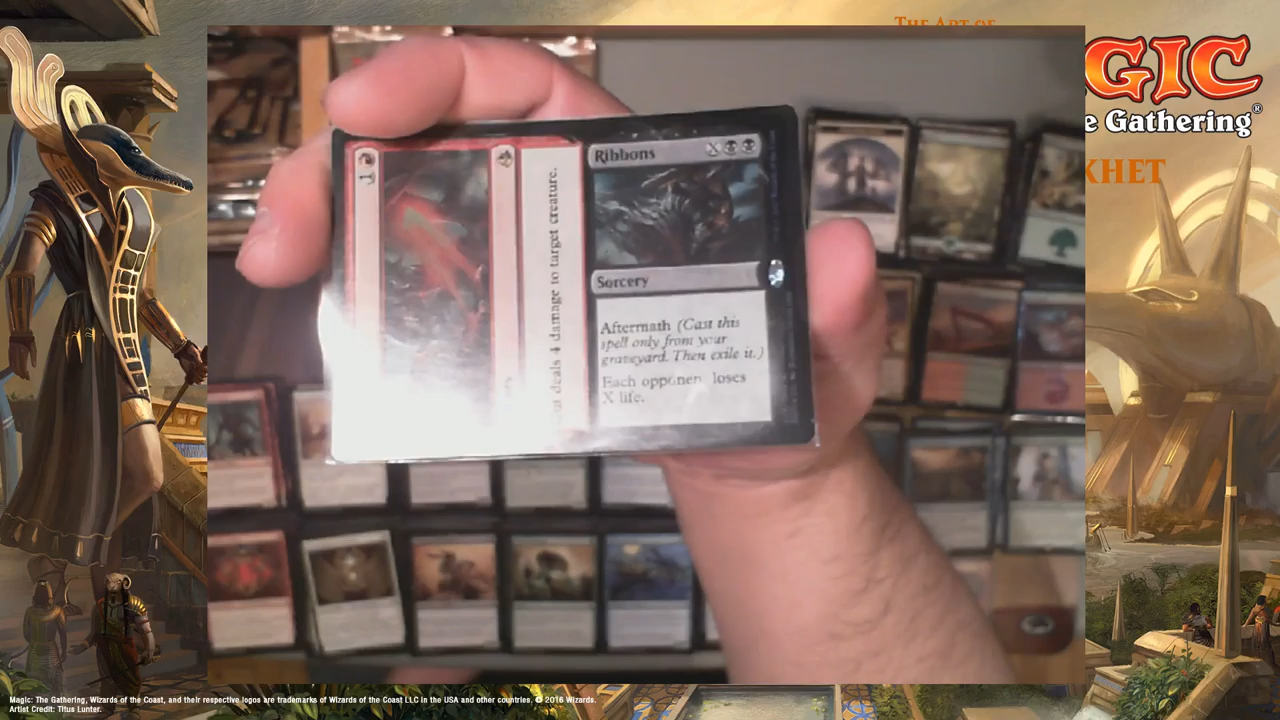 THE ART OF
GIC
e Gathering®
KHET
Ribbons X
Sorcery
Aftermath (Cast this
spell only from your
graveyard. Then exile it.)
Each opponent loses
X life.
deals 4 damage to target creature.
1
Magic: The Gathering, Wizards of the Coast, and their respective logos are trademarks of Wizards of the Coast LLC in the USA and other countries. © 2016 Wizards.
Artist Credit: Titus Lunter.